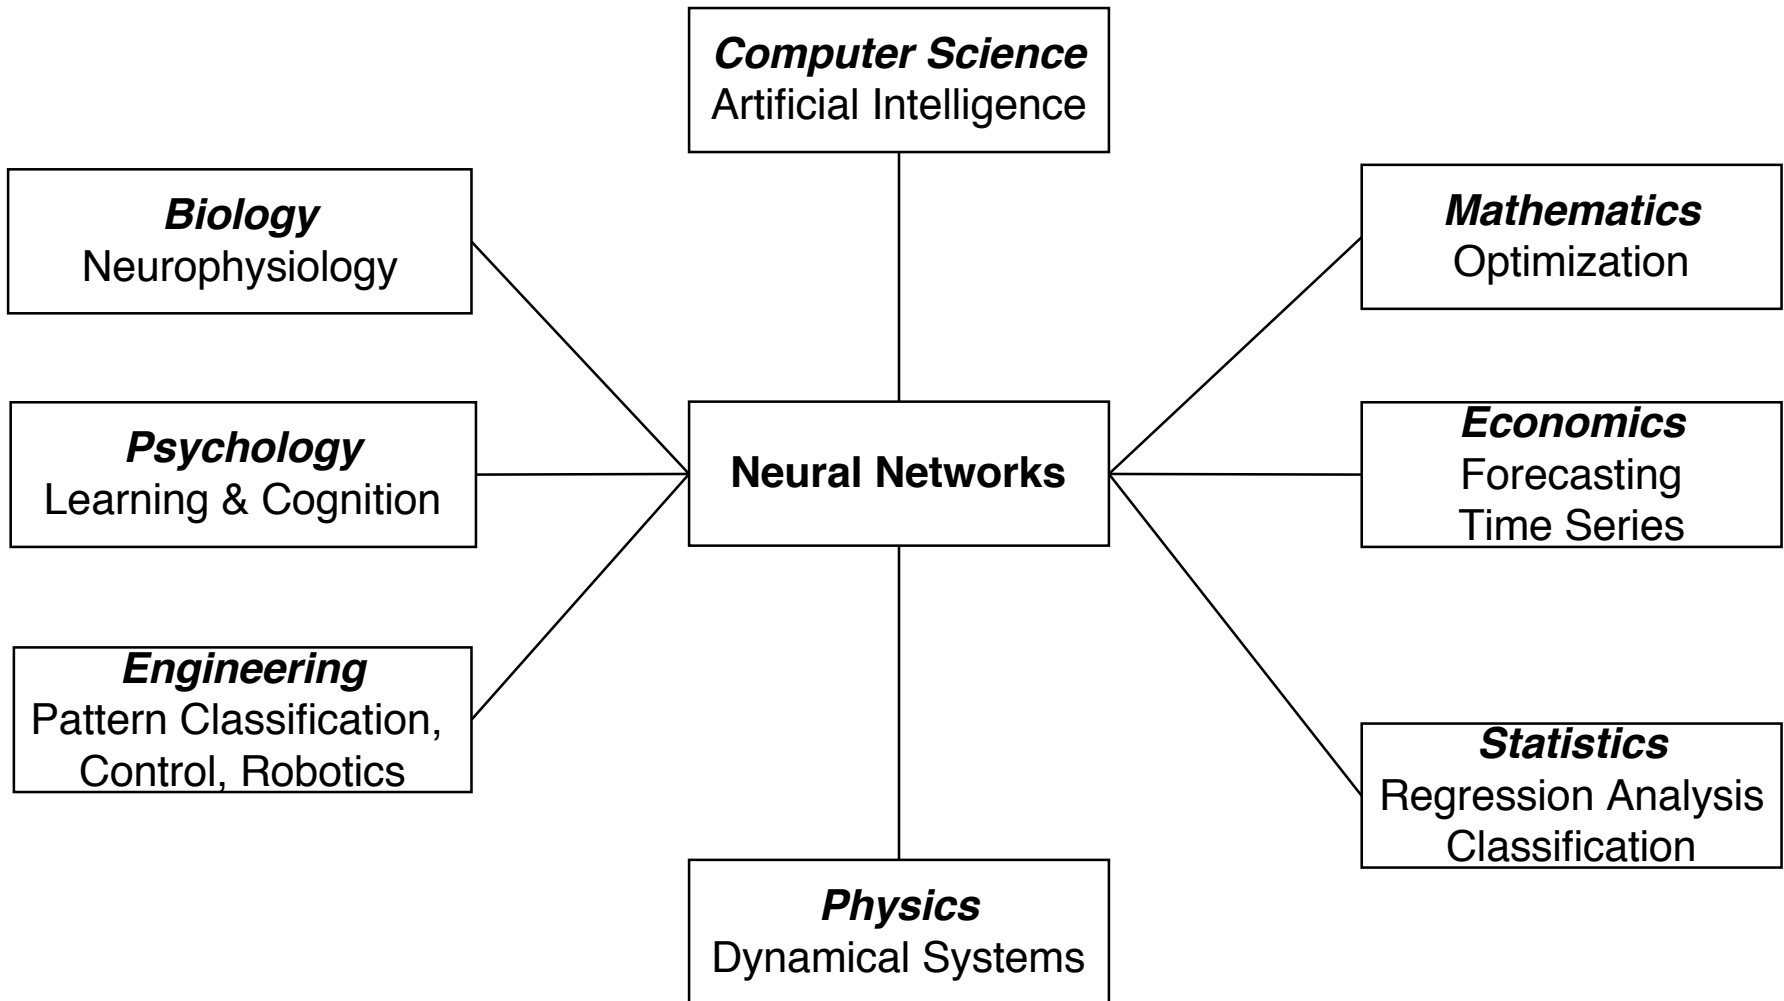 Computer Science
Artificial Intelligence
Biology
Neurophysiology
Mathematics
Optimization
Psychology
Learning & Cognition
Neural Networks
Economics
Forecasting
Time Series
Engineering
Pattern Classification,
Control, Robotics
Statistics
Regression Analysis
Classification
Physics
Dynamical Systems